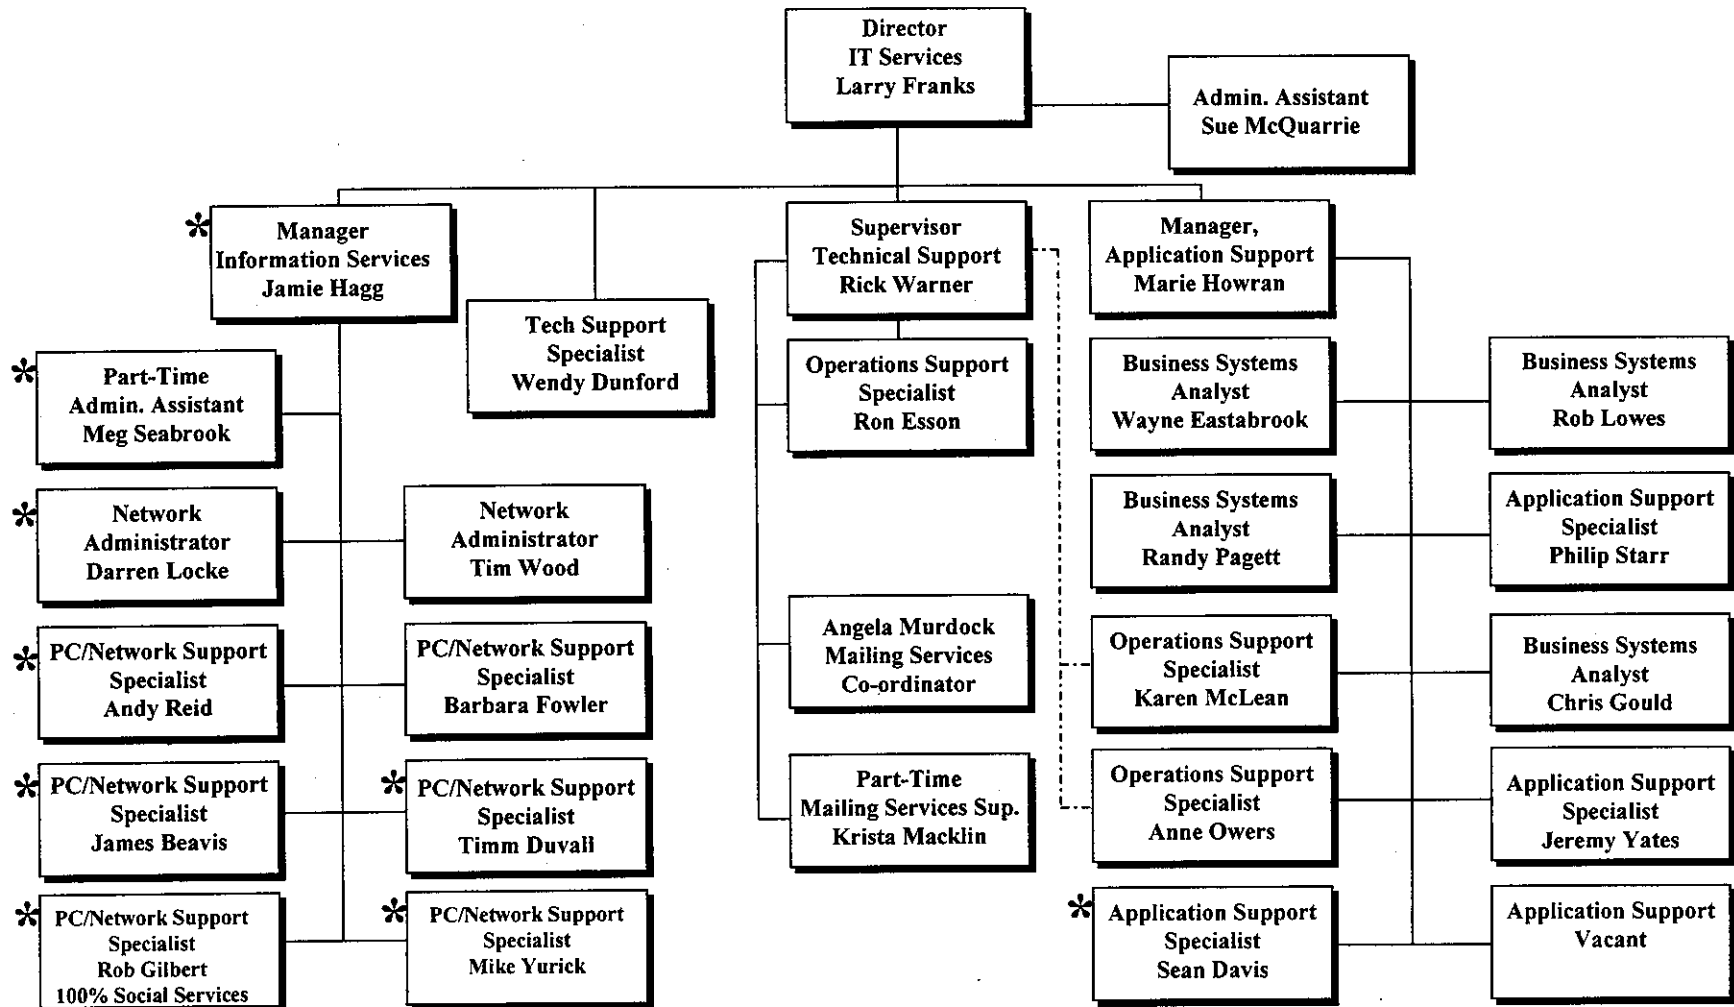 Director
IT Services
Larry Franks
Admin. Assistant
Sue McQuarrie
*
Manager
Information Services
Jamie Hagg
Tech Support
Specialist
Wendy Dunford
Supervisor
Technical Support
Rick Warner
Manager,
Application Support
Marie Howran
*
Part-Time
Admin. Assistant
Meg Seabrook
Operations Support
Specialist
Ron Esson
Business Systems
Analyst
Wayne Eastabrook
Business Systems
Analyst
Rob Lowes
*
Network
Administrator
Darren Locke
Network
Administrator
Tim Wood
Business Systems
Analyst
Randy Pagett
Application Support
Specialist
Philip Starr
*
PC/Network Support
Specialist
Andy Reid
PC/Network Support
Specialist
Barbara Fowler
Angela Murdock
Mailing Services
Co-ordinator
Operations Support
Specialist
Karen McLean
Business Systems
Analyst
Chris Gould
*
PC/Network Support
Specialist
James Beavis
*
PC/Network Support
Specialist
Timm Duvall
Part-Time
Mailing Services Sup.
Krista Macklin
Operations Support
Specialist
Anne Owers
Application Support
Specialist
Jeremy Yates
*
PC/Network Support
Specialist
Rob Gilbert
100% Social Services
*
PC/Network Support
Specialist
Mike Yurick
*
Application Support
Specialist
Sean Davis
Application Support
Vacant